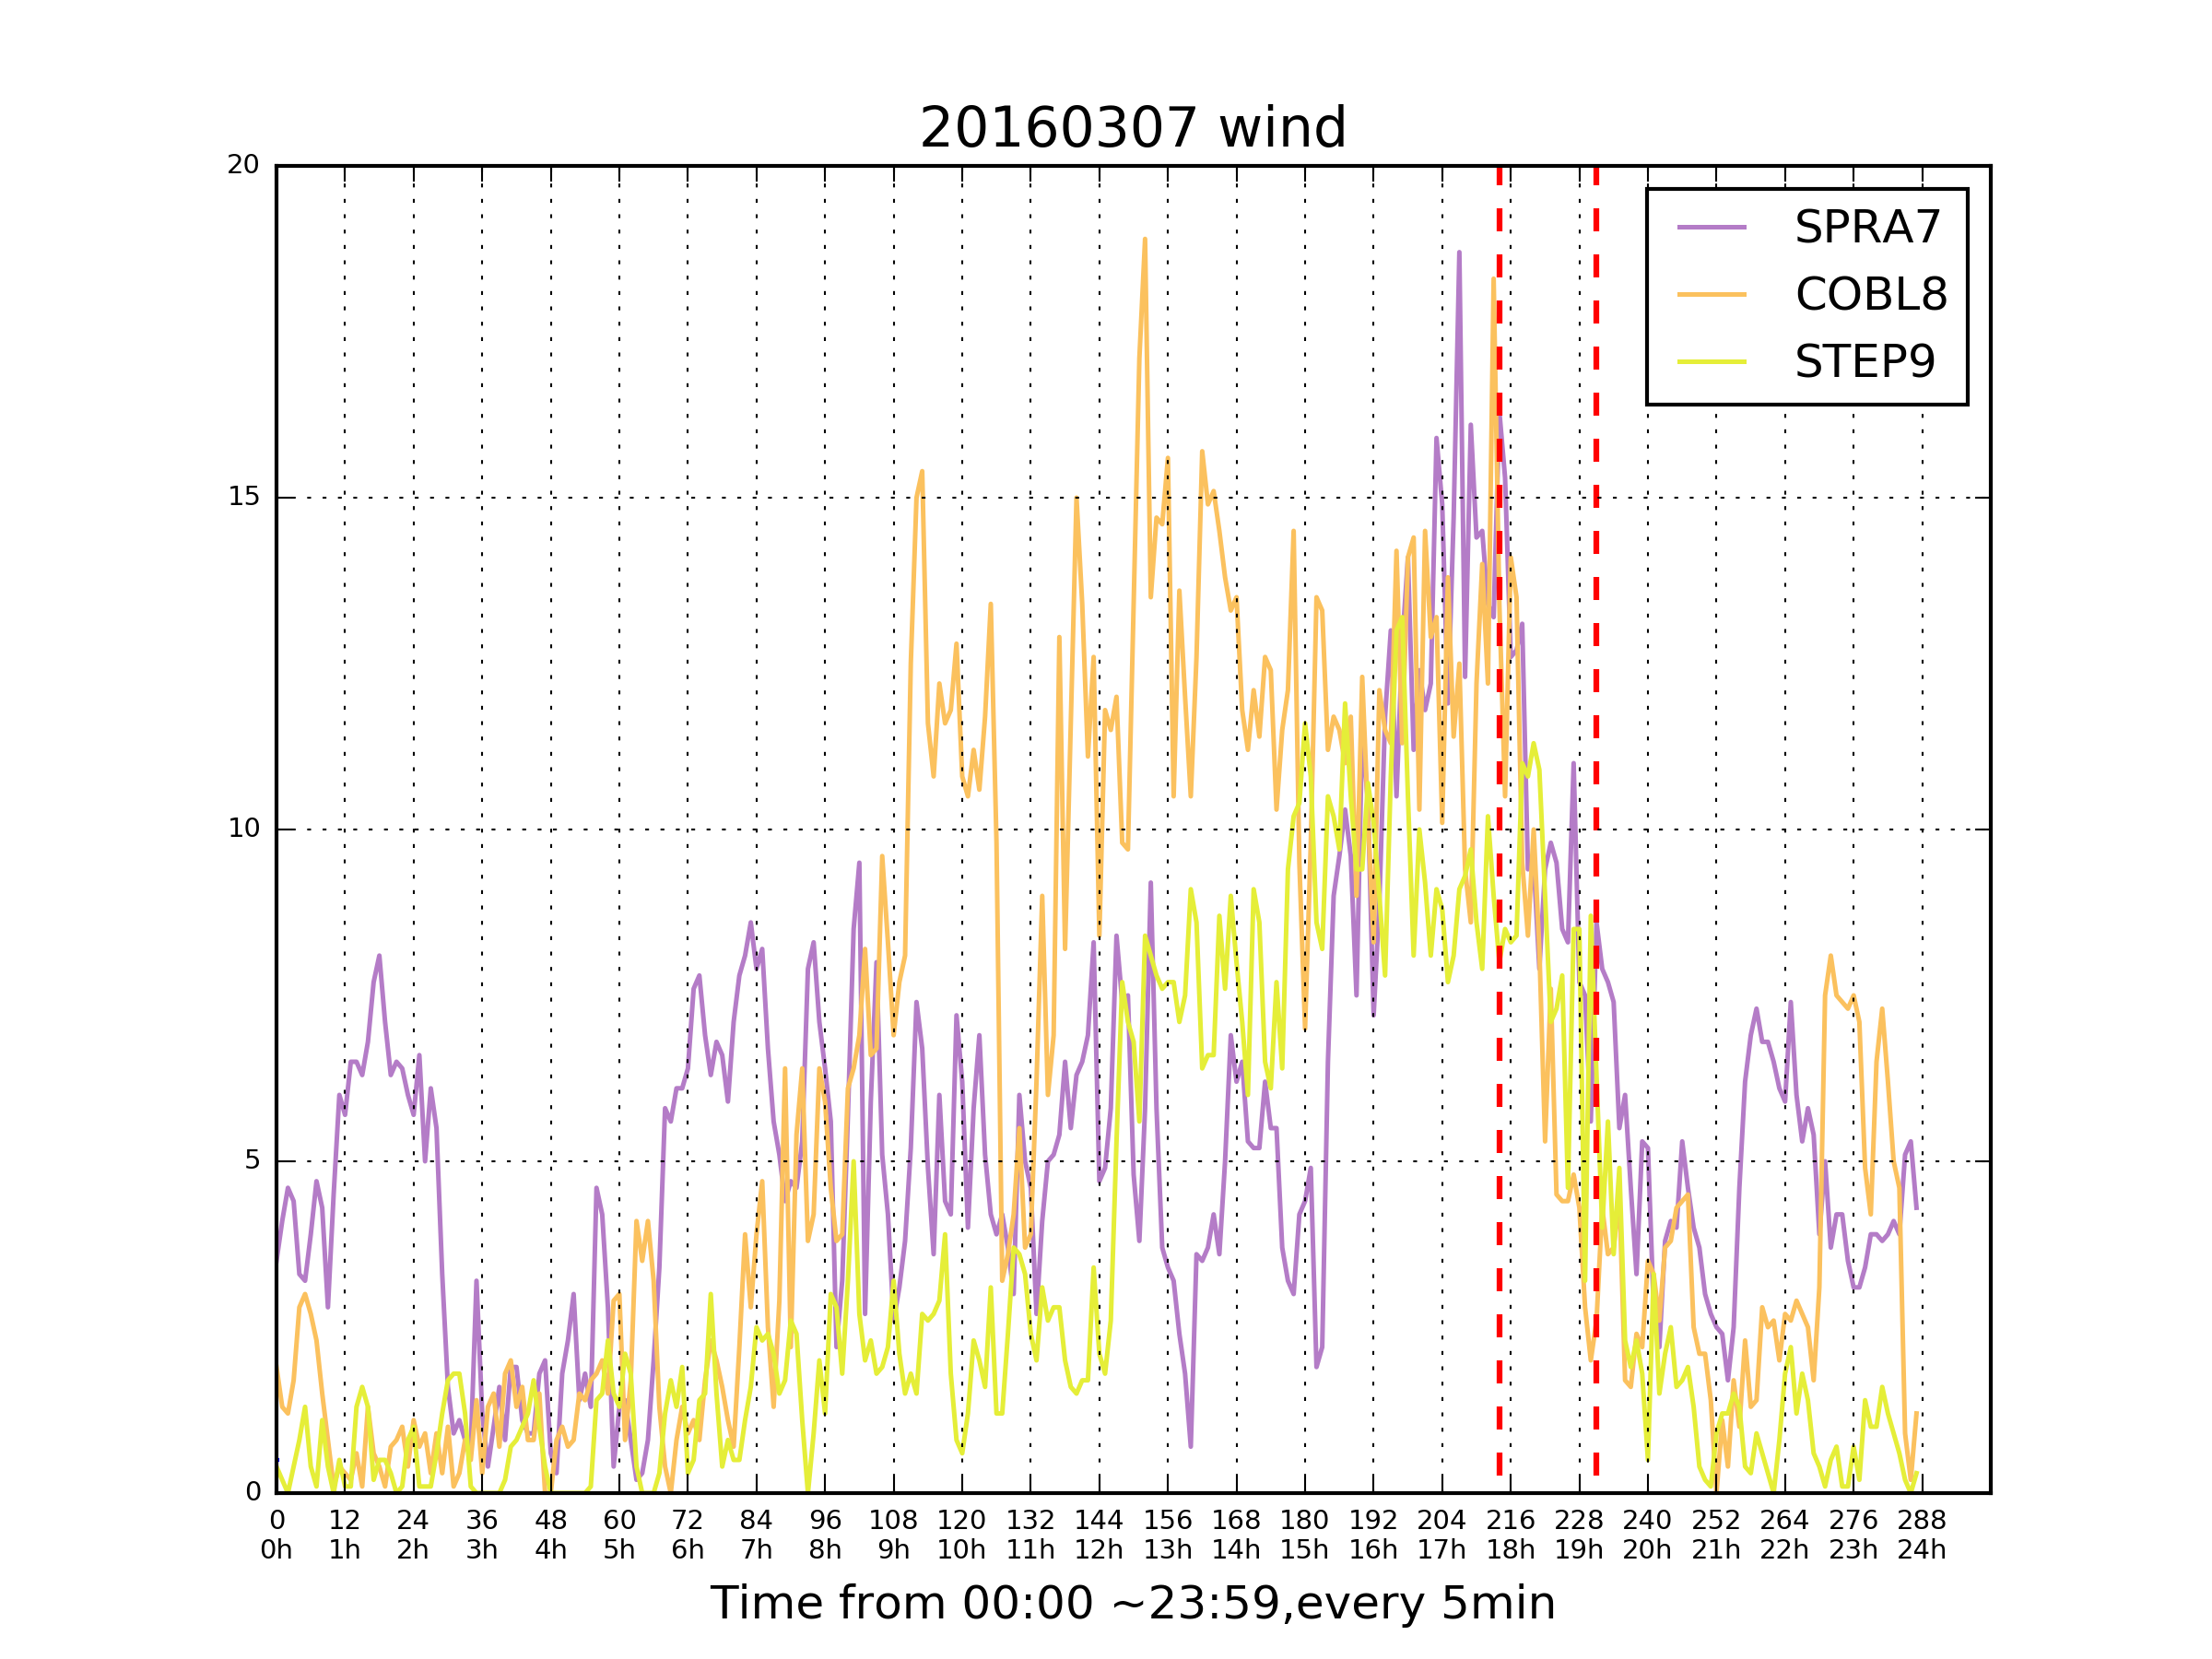 20160307 wind
20
15
10
5
0
SPRA7
COBL8
STEP9
0 12 24 36 48 60 72 84 96 108 120 132 144 156 168 180 192 204 216 228 240 252 264 276 288
0h 1h 2h 3h 4h 5h 6h 7h 8h 9h 10h 11h 12h 13h 14h 15h 16h 17h 18h 19h 20h 21h 22h 23h 24h
Time from 00:00 ~23:59,every 5min